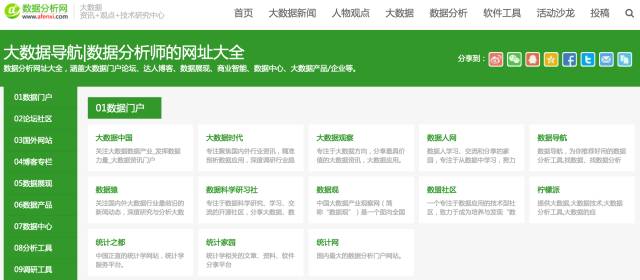 数据分析网
www.afenxi.com
大数据
资讯+观点+技术研究中心
首页 大数据新闻 人物观点 大数据 数据分析 软件工具 活动沙龙 投稿
大数据导航|数据分析师的网址大全
数据分析网址大全，涵盖大数据门户论坛、达人博客、数据展现、商业智能、数据中心、大数据产品/企业等。
分享到：
01数据门户
02论坛社区
03国外网站
04博客专栏
05数据展现
06数据产品
07数据中心
08分析工具
09调研工具
01数据门户
大数据中国
关注大数据数据产业_发挥数据
力量_大数据资讯门户
大数据时代
专注聚焦国内外行业资讯，精准
剖析数据应用，深度调研行业品
大数据观察
专注于大数据方向，分享最具价
值的大数据资讯，大数据应用。
数据人网
数据人学习、交流和分享的家
园，专注于从数据中学习，努力
数据导航
数据导航，为你推荐好用的数据
分析工具,找数据、找数据分析
数据猿
关注国内外大数据行业最前沿的
新闻动态，深度研究与分析大数
数据科学研习社
专注于数据科学研究、学习、交
流的开源社区，分享大数据、数
数据观
中国大数据产业观察网（简
称“数据观”）是一个面向全国
数据社区
一个专注于数据应用的技术型社
区，致力于成为培养与发现“数
柠檬派
提供大数据,大数据技术,大数据
分析工具,大数据的应
统计之都
中国正直的统计学网站，统计学
服务平台。
统计家园
统计学相关的文章、资料、软件
分享平台
统计网
国内最大的数据分析门户网站。